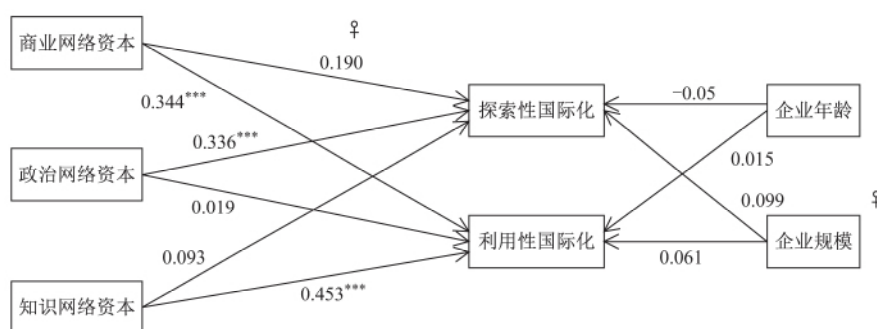 商业网络资本
♀
0.190
0.344***
探索性国际化
−0.05
企业年龄
0.336***
政治网络资本
0.015
0.019
0.099
♀
利用性国际化
企业规模
0.093
0.061
知识网络资本
0.453***